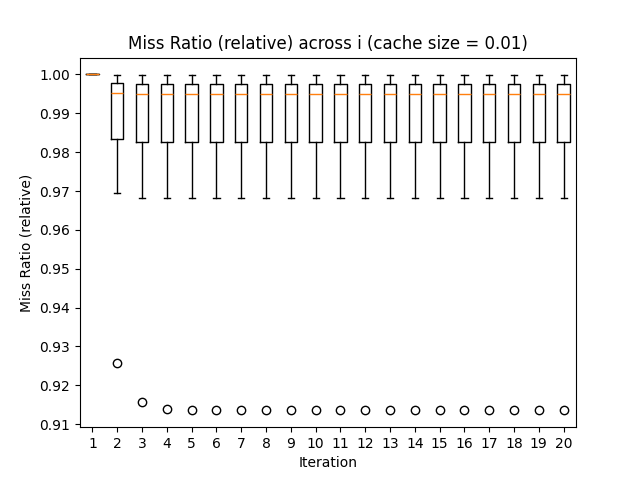 Miss Ratio (relative) across i (cache size = 0.01)
Miss Ratio (relative)
1.00
0.99
0.98
0.97
0.96
0.95
0.94
0.93
0.92
0.91
1 2 3 4 5 6 7 8 9 10 11 12 13 14 15 16 17 18 19 20
Iteration